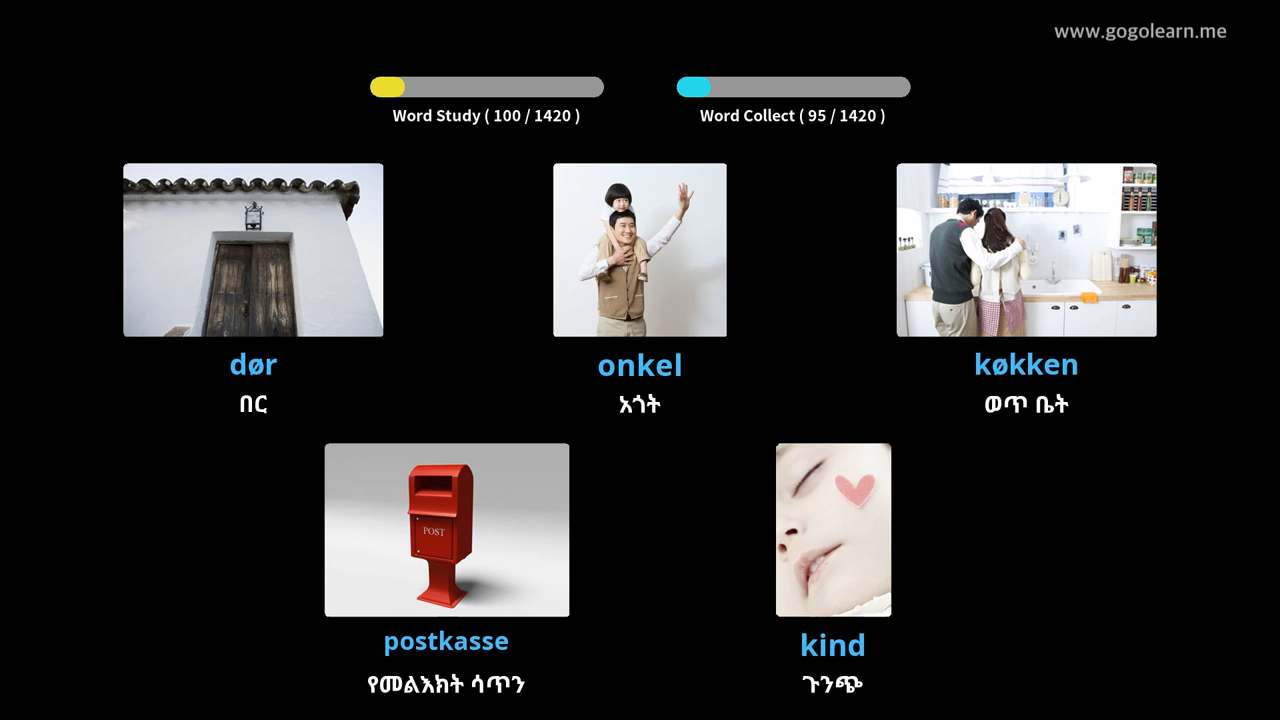 www.gogolearn.me
Word Study ( 100 / 1420 )
Word Collect ( 95 / 1420 )
dør
በር
onkel
አጎት
køkken
ወጥ ቤት
POST
postkasse
የመልእክት ሳጥን
kind
ጉንጭ